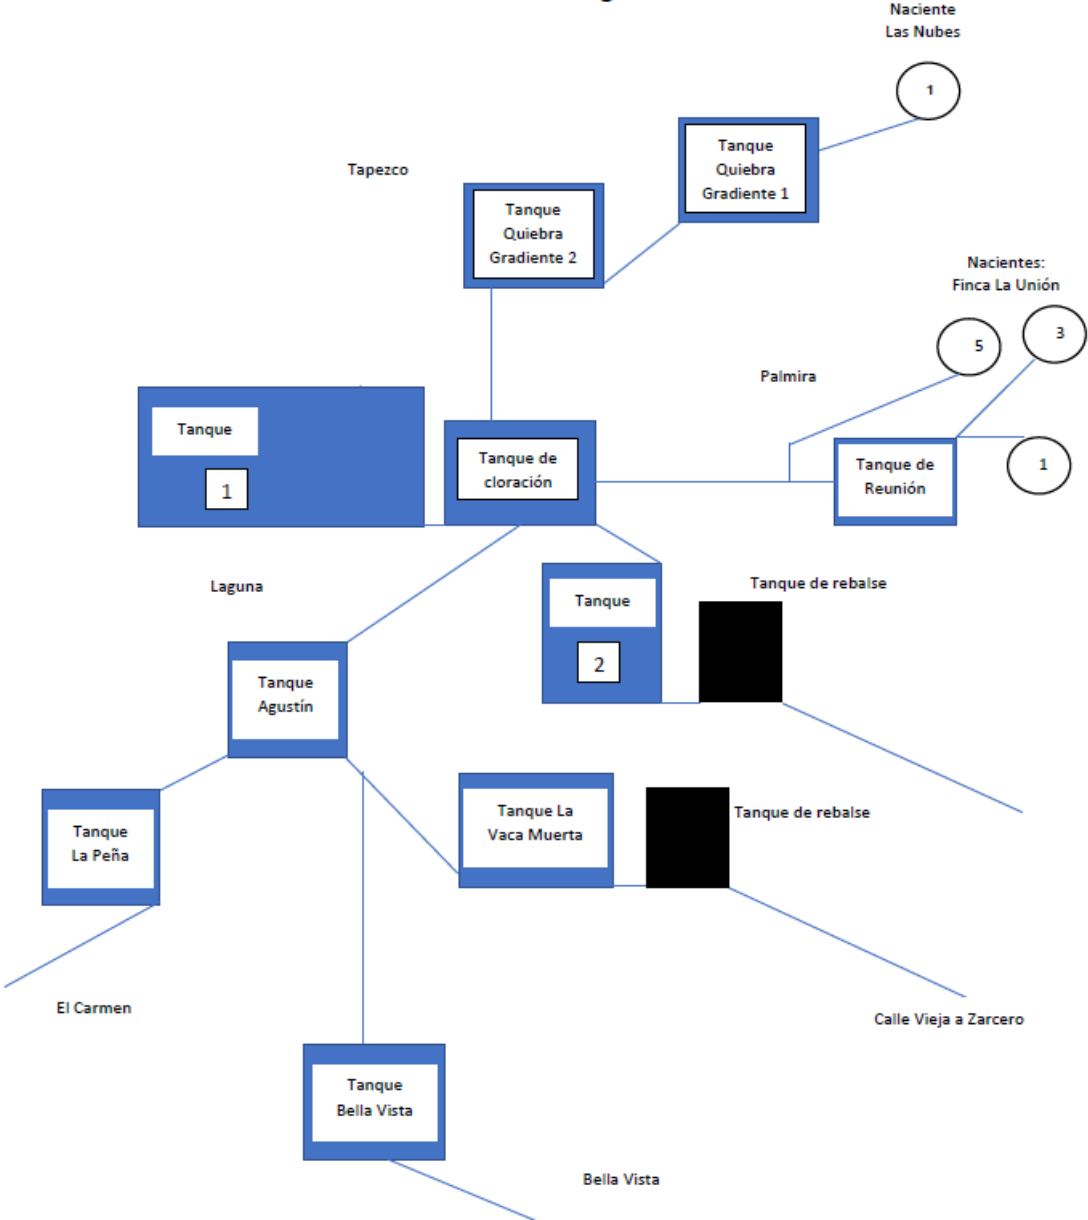 Naciente
Las Nubes
1
Tanque
Quiebra
Gradiente 1
Tapezco
Tanque
Quiebra
Gradiente 2
Nacientes:
Finca La Unión
5
3
Palmira
Tanque
1
Tanque de
cloración
Tanque de
Reunión
1
Laguna
Tanque
2
Tanque de rebalse
Tanque
Agustín
Tanque La
Vaca Muerta
Tanque de rebalse
Tanque
La Peña
El Carmen
Calle Vieja a Zarcero
Tanque
Bella Vista
Bella Vista